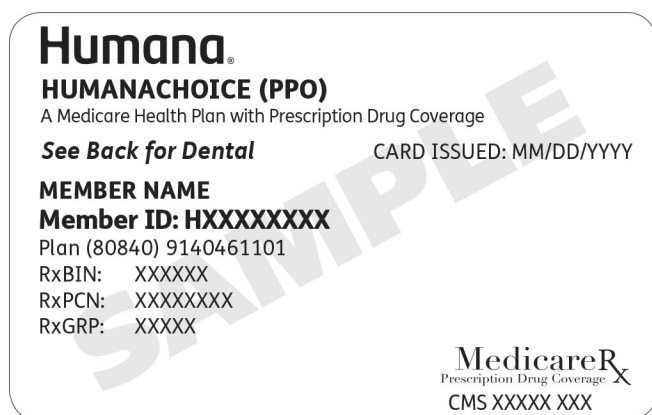 Humana®
HUMANACHOICE (PPO)
A Medicare Health Plan with Prescription Drug Coverage
See Back for Dental CARD ISSUED: MM/DD/YYYY
MEMBER NAME
Member ID: HXXXXXXXX
Plan (80840) 9140461101
RxBIN: XXXXXX
RxPCN: XXXXXXXX
RxGRP: XXXXX
SAMPLE
MedicareRx
Prescription Drug Coverage
CMS XXXXX XXX